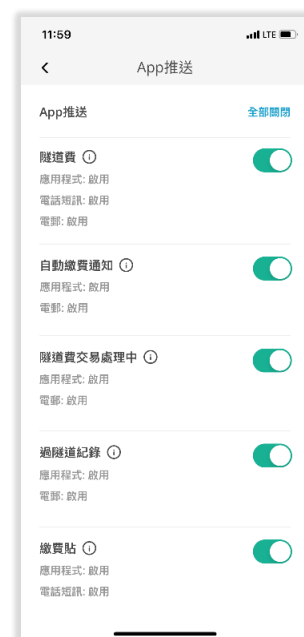 11:59
LTE
App推送
App推送
全部關閉
隧道費
應用程式: 啟用
電話短訊: 啟用
電郵: 啟用
自動繳費通知
應用程式: 啟用
電郵: 啟用
隧道費交易處理中
應用程式: 啟用
電郵: 啟用
過隧道紀錄
應用程式: 啟用
電郵: 啟用
繳費貼
應用程式: 啟用
電話短訊: 啟用